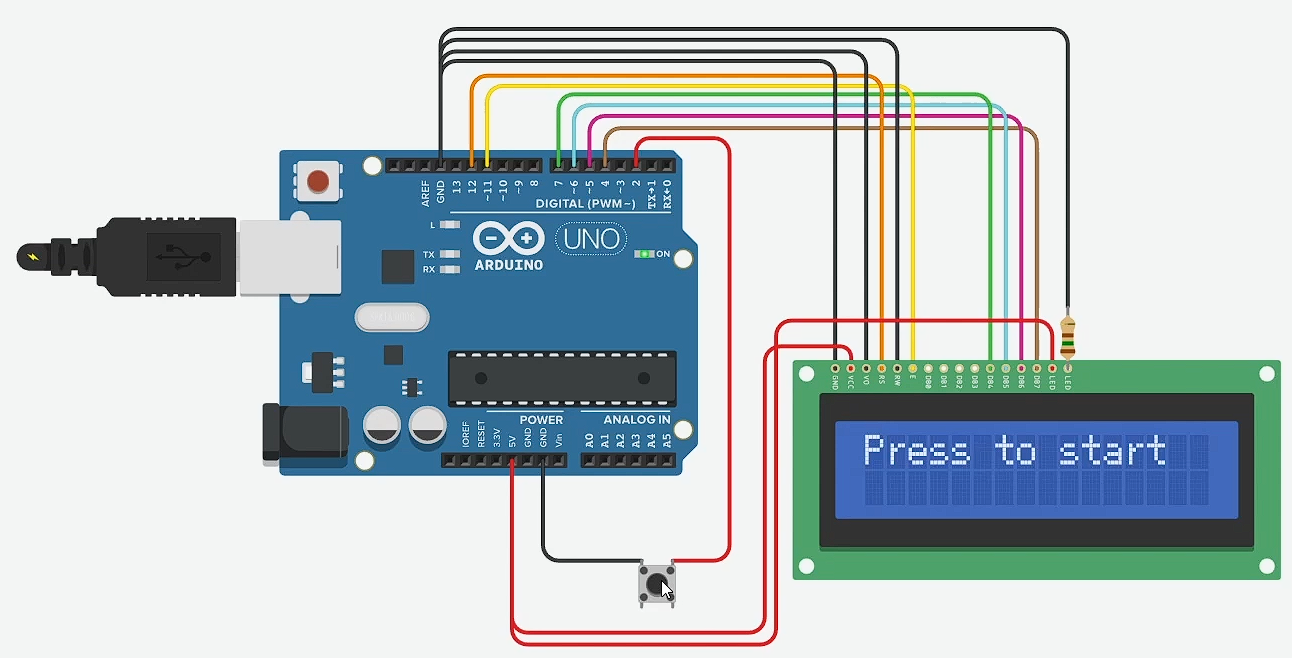 AREF
GND
13
12
~11
~10
~9
8
7
~6
~5
4
~3
2
TX→1
RX←0
DIGITAL (PWM~)
L
TX
RX
UNO
ARDUINO
ON
POWER
ANALOG IN
IOREF
RESET
3.3V
5V
GND
GND
Vin
A0
A1
A2
A3
A4
A5
GND
VCC
VO
RS
RW
E
DB0
DB1
DB2
DB3
DB4
DB5
DB6
DB7
LED
LED
Press to start